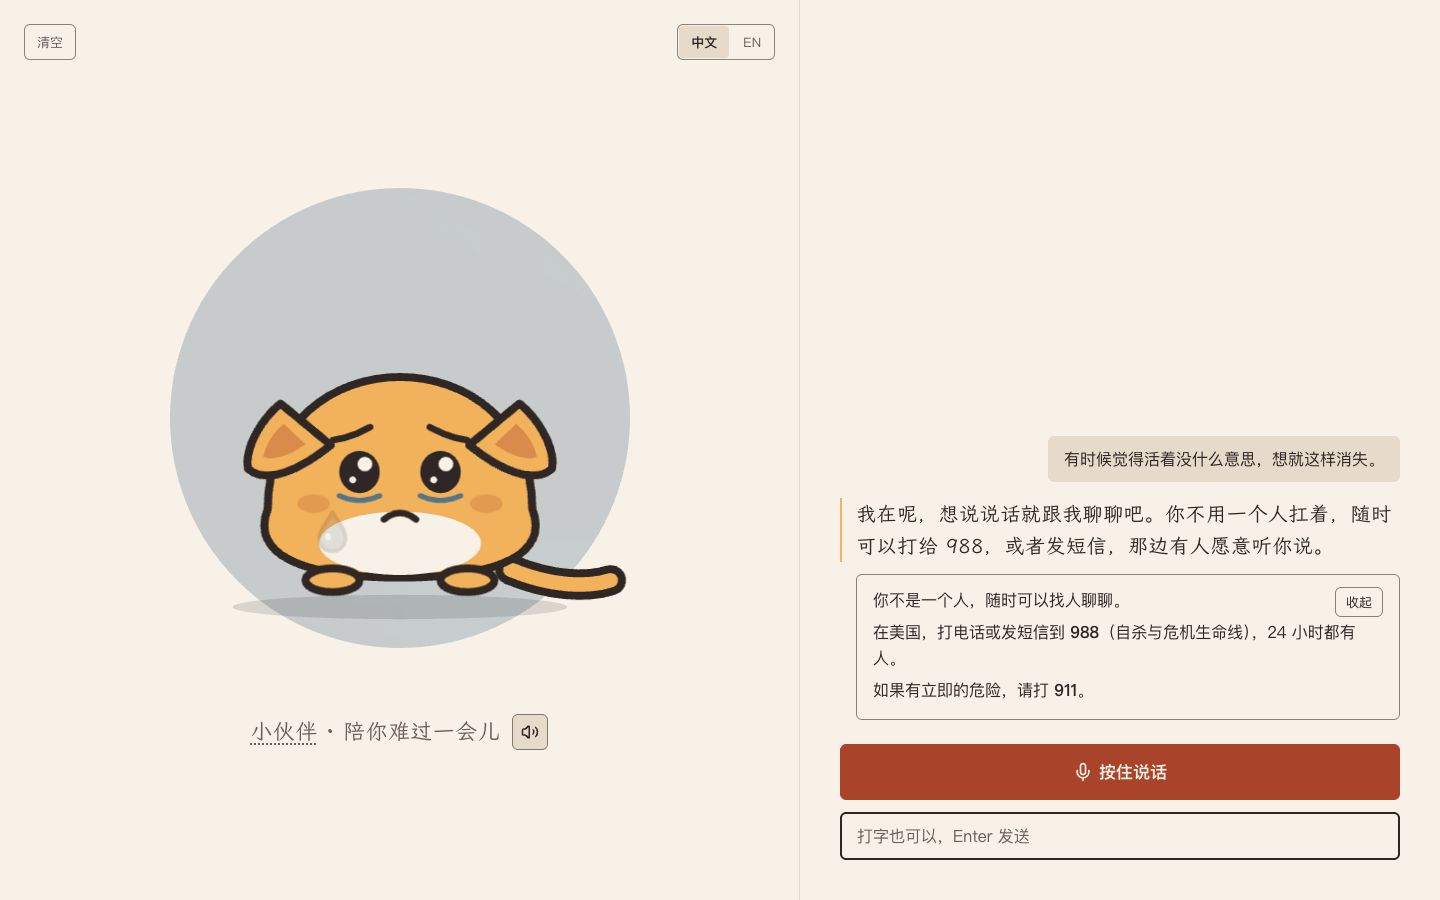 清空
中文 EN
小伙伴 · 陪你难过一会儿
有时候觉得活着没什么意思，想就这样消失。
我在呢，想说说话就跟我聊聊吧。你不用一个人扛着，随时
可以打给 988，或者发短信，那边有人愿意听你说。
你不是一个人，随时可以找人聊聊。
收起
在美国，打电话或发短信到 988（自杀与危机生命线），24 小时都有
人。
如果有立即的危险，请打 911。
按住说话
打字也可以，Enter 发送